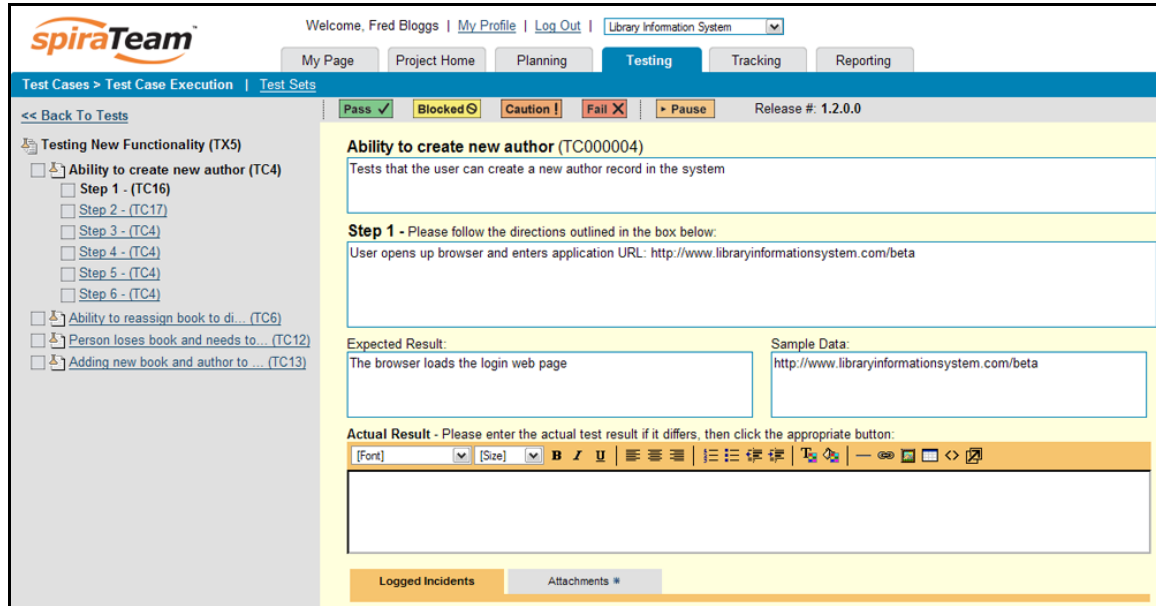 spiraTeam
Welcome, Fred Bloggs | My Profile | Log Out | Library Information System
My Page Project Home Planning Testing Tracking Reporting
Test Cases > Test Case Execution | Test Sets
<< Back To Tests
Pass Blocked Caution ! Fail Pause Release #: 1.2.0.0
Testing New Functionality (TX5)
Ability to create new author (TC4)
Step 1 - (TC16)
Step 2 - (TC17)
Step 3 - (TC4)
Step 4 - (TC4)
Step 5 - (TC4)
Step 6 - (TC4)
Ability to reassign book to di... (TC6)
Person loses book and needs to... (TC12)
Adding new book and author to ... (TC13)
Ability to create new author (TC000004)
Tests that the user can create a new author record in the system
Step 1 - Please follow the directions outlined in the box below:
User opens up browser and enters application URL: http://www.libraryinformationsystem.com/beta
Expected Result:
The browser loads the login web page
Sample Data:
http://www.libraryinformationsystem.com/beta
Actual Result - Please enter the actual test result if it differs, then click the appropriate button:
[Font] [Size] B I U
Logged Incidents Attachments